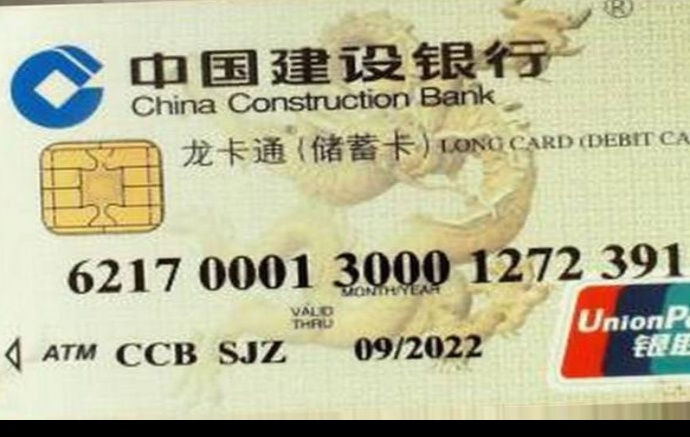 ®
中国建设银行
China Construction Bank
龙卡通(储蓄卡) LONG CARD (DEBIT CA
6217 0001 3000 1272 391
MONTH/YEAR
VALID
THRU
ATM CCB SJZ 09/2022
UnionP
银联